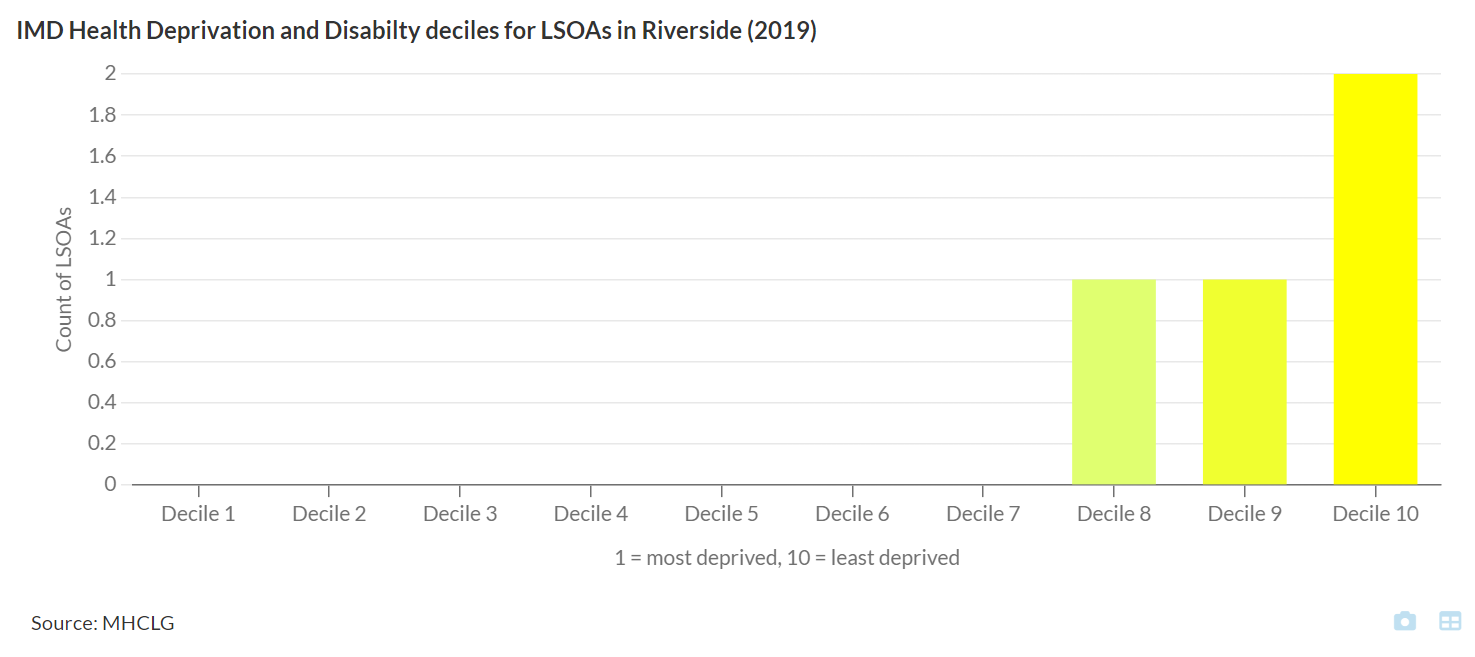 IMD Health Deprivation and Disabilty deciles for LSOAs in Riverside (2019)
2
1.8
1.6
1.4
1.2
1
0.8
0.6
0.4
0.2
0
Count of LSOAs
Decile 1 Decile 2 Decile 3 Decile 4 Decile 5 Decile 6 Decile 7 Decile 8 Decile 9 Decile 10
1 = most deprived, 10 = least deprived
Source: MHCLG